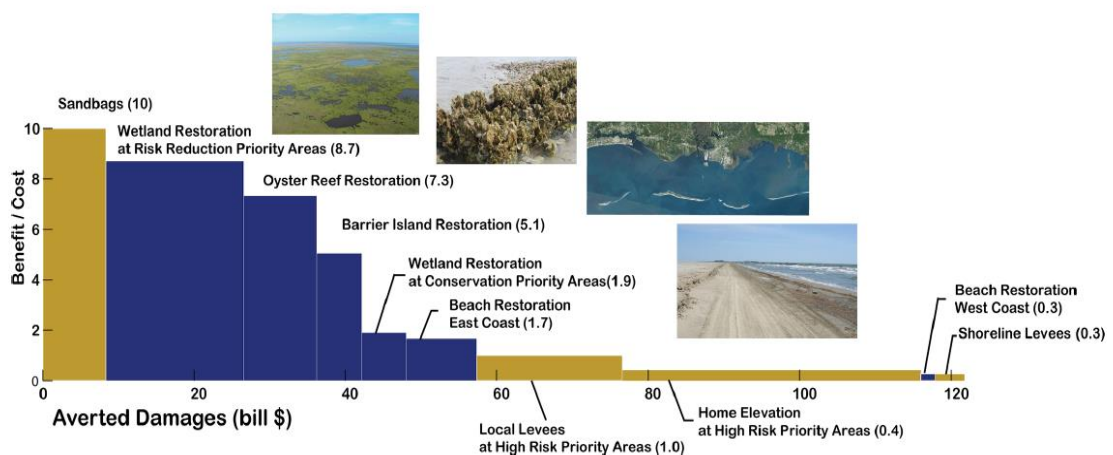 Sandbags (10)
Wetland Restoration
at Risk Reduction Priority Areas (8.7)
Oyster Reef Restoration (7.3)
Barrier Island Restoration (5.1)
Wetland Restoration
at Conservation Priority Areas(1.9)
Beach Restoration
East Coast (1.7)
Beach Restoration
West Coast (0.3)
Shoreline Levees (0.3)
Benefit / Cost
10
8
6
4
2
0
0 20 40 60 80 100 120
Averted Damages (bill $)
Local Levees
at High Risk Priority Areas (1.0)
Home Elevation
at High Risk Priority Areas (0.4)